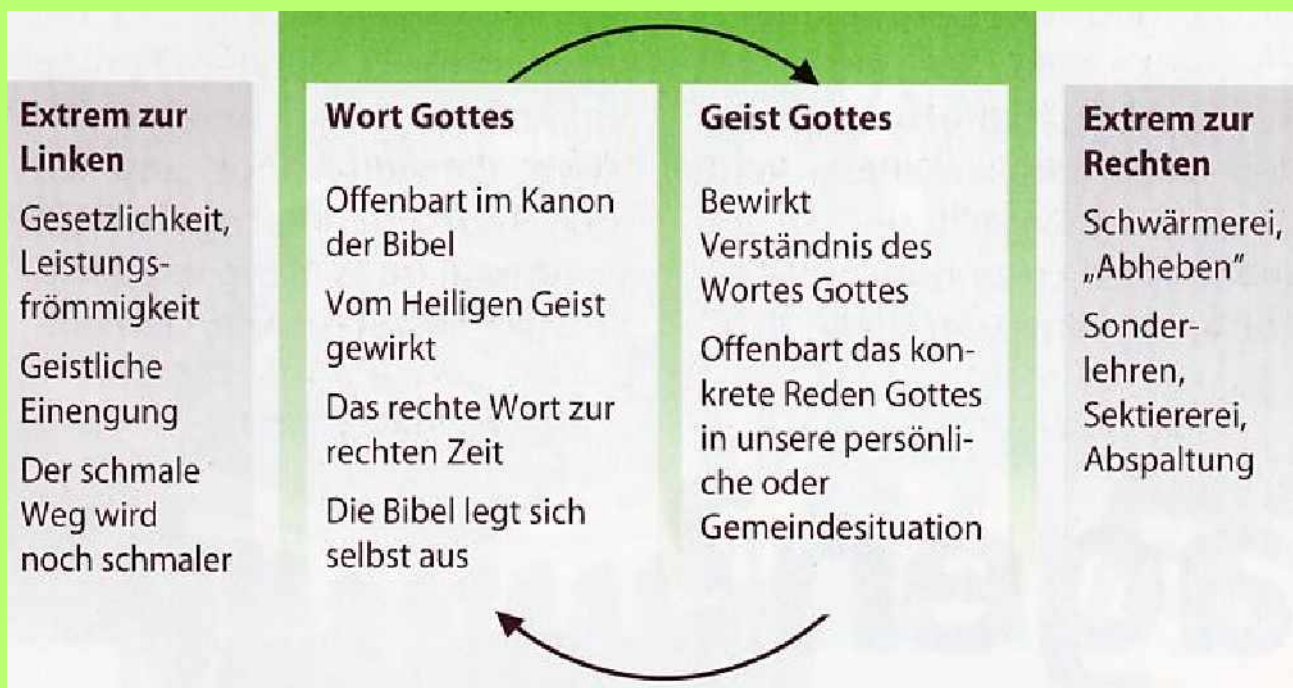 Extrem zur
Linken
Gesetzlichkeit,
Leistungs-
frömmigkeit
Geistliche
Einengung
Der schmale
Weg wird
noch schmaler
Wort Gottes
Offenbart im Kanon
der Bibel
Vom Heiligen Geist
gewirkt
Das rechte Wort zur
rechten Zeit
Die Bibel legt sich
selbst aus
Geist Gottes
Bewirkt
Verständnis des
Wortes Gottes
Offenbart das kon-
krete Reden Gottes
in unsere persönli-
che oder
Gemeindesituation
Extrem zur
Rechten
Schwärmerei,
„Abheben“
Sonder-
lehren,
Sektiererei,
Abspaltung